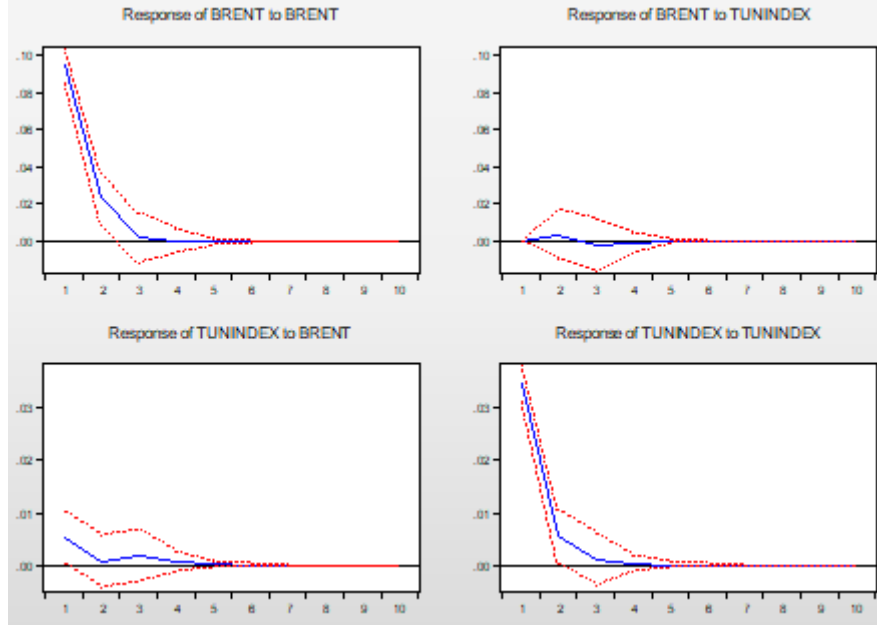 Response of BRENT to BRENT
.10
.08
.06
.04
.02
.00
1 2 3 4 5 6 7 8 9 10
Response of BRENT to TUNINDEX
.10
.08
.06
.04
.02
.00
1 2 3 4 5 6 7 8 9 10
Response of TUNINDEX to BRENT
.03
.02
.01
.00
1 2 3 4 5 6 7 8 9 10
Response of TUNINDEX to TUNINDEX
.03
.02
.01
.00
1 2 3 4 5 6 7 8 9 10